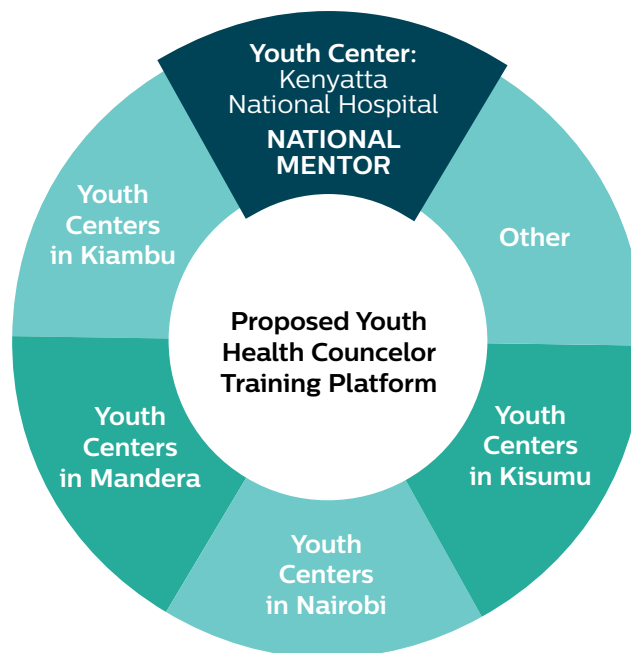 Youth Center:
Kenyatta
National Hospital
NATIONAL
MENTOR
Youth
Centers
in Kiambu
Other
Proposed Youth
Health Councelor
Training Platform
Youth
Centers
in Mandera
Youth
Centers
in Kisumu
Youth
Centers
in Nairobi